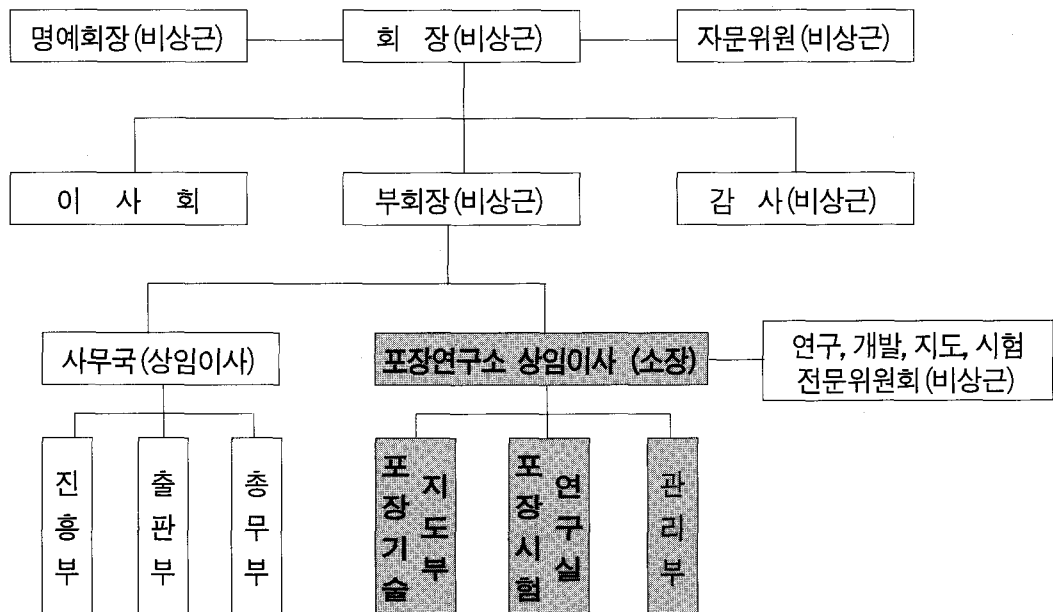 명예회장(비상근)
회 장(비상근)
자문위원(비상근)
이 사 회
부회장(비상근)
감 사(비상근)
사무국(상임이사)
포장연구소 상임이사 (소장)
연구, 개발, 지도, 시험
전문위원회(비상근)
진흥부
출판부
총무부
포장기술
지도부
포장시험
연구실
관리부